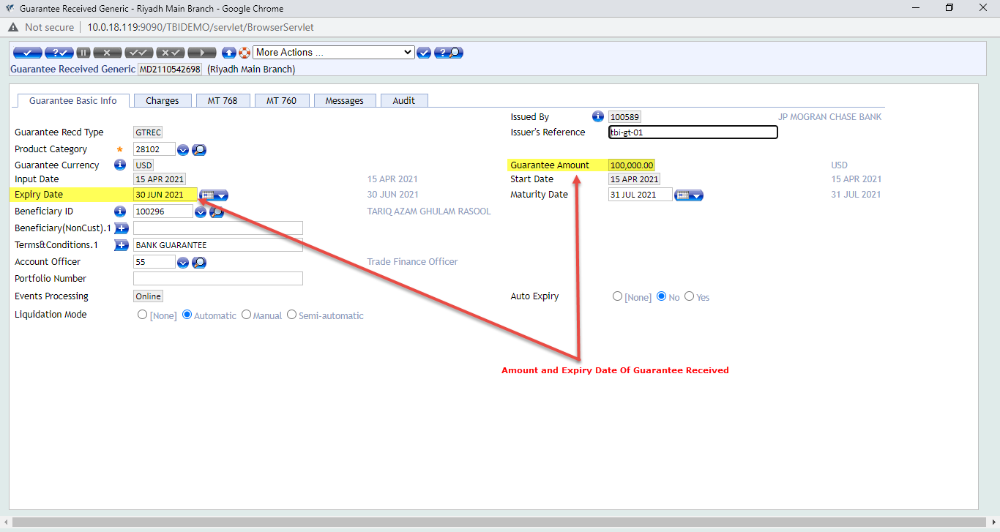 Guarantee Received Generic - Riyadh Main Branch - Google Chrome
Not secure 10.0.18.119:9090/TBIDEMO/servlet/BrowserServlet
More Actions ...
Guarantee Received Generic MD2110542698 (Riyadh Main Branch)
Guarantee Basic Info Charges MT 768 MT 760 Messages Audit
Issued By 100589 JP MOGRAN CHASE BANK
Guarantee Recd Type GTREC Issuer's Reference tbi-gt-01
Product Category * 28102
Guarantee Currency USD Guarantee Amount 100,000.00 USD
Input Date 15 APR 2021 15 APR 2021 Start Date 15 APR 2021 15 APR 2021
Expiry Date 30 JUN 2021 30 JUN 2021 Maturity Date 31 JUL 2021 31 JUL 2021
Beneficiary ID 100296 TARIQ AZAM GHULAM RASOOL
Beneficiary(NonCust).1
Terms&Conditions.1 BANK GUARANTEE
Account Officer 55 Trade Finance Officer
Portfolio Number
Events Processing Online Auto Expiry [None] No Yes
Liquidation Mode [None] Automatic Manual Semi-automatic
Amount and Expiry Date Of Guarantee Received